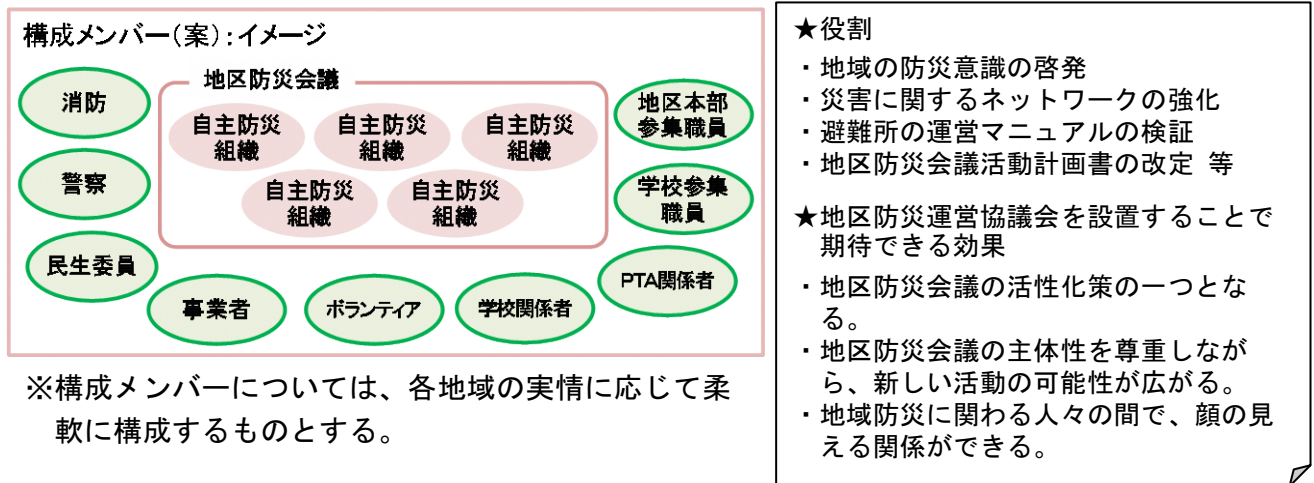 構成メンバー(案):イメージ
地区防災会議
消防
警察
民生委員
自主防災
組織
自主防災
組織
自主防災
組織
自主防災
組織
自主防災
組織
地区本部
参集職員
学校参集
職員
PTA関係者
事業者
ボランティア
学校関係者
※構成メンバーについては、各地域の実情に応じて柔
軟に構成するものとする。
★役割
・地域の防災意識の啓発
・災害に関するネットワークの強化
・避難所の運営マニュアルの検証
・地区防災会議活動計画書の改定 等
★地区防災運営協議会を設置することで
期待できる効果
・地区防災会議の活性化策の一つとな
る。
・地区防災会議の主体性を尊重しなが
ら、新しい活動の可能性が広がる。
・地域防災に関わる人々の間で、顔の見
える関係ができる。